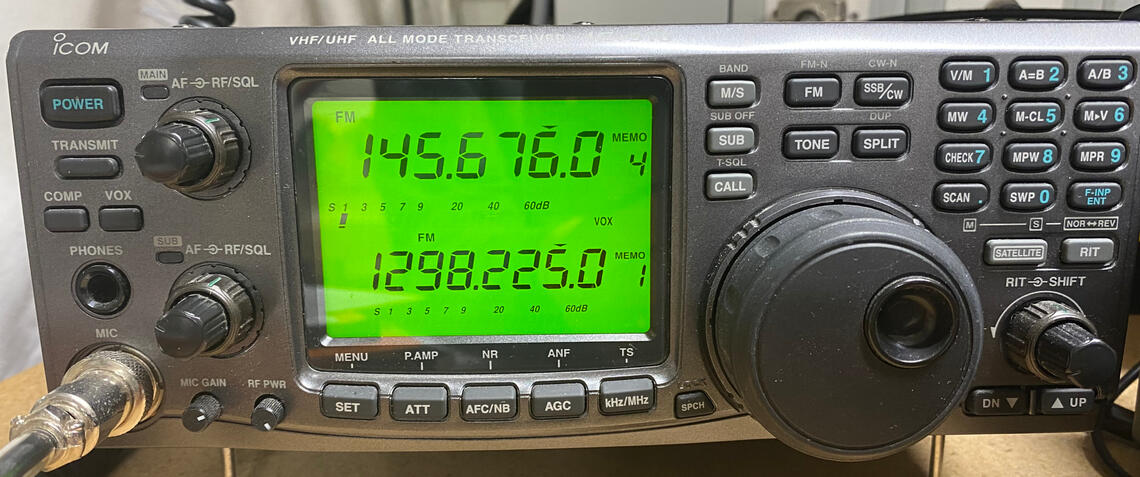 ICOM
VHF/UHF ALL MODE TRANSCEIVER
POWER
TRANSMIT
COMP VOX
PHONES
MIC
MAIN AF RF/SQL
SUB AF RF/SQL
MIC GAIN RF PWR
FM
145.676.0 MEMO 4
S 1 3 5 7 9 20 40 60dB
VOX
FM
1298.225.0 MEMO 1
S 1 3 5 7 9 20 40 60dB
MENU P.AMP NR ANF TS
SET ATT AFC/NB AGC kHz/MHz
SPCH
BAND FM-N CW-N
M/S FM SSB/CW
SUB OFF DUP
SUB TONE SPLIT
T-SQL
CALL
V/M 1 A=B 2 A/B 3
MW 4 M-CL 5 M▸V 6
CHECK 7 MPW 8 MPR 9
SCAN . SWP 0 F-INP ENT
M S NOR↔REV
SATELLITE RIT
RIT SHIFT
DN ▼ ▲ UP